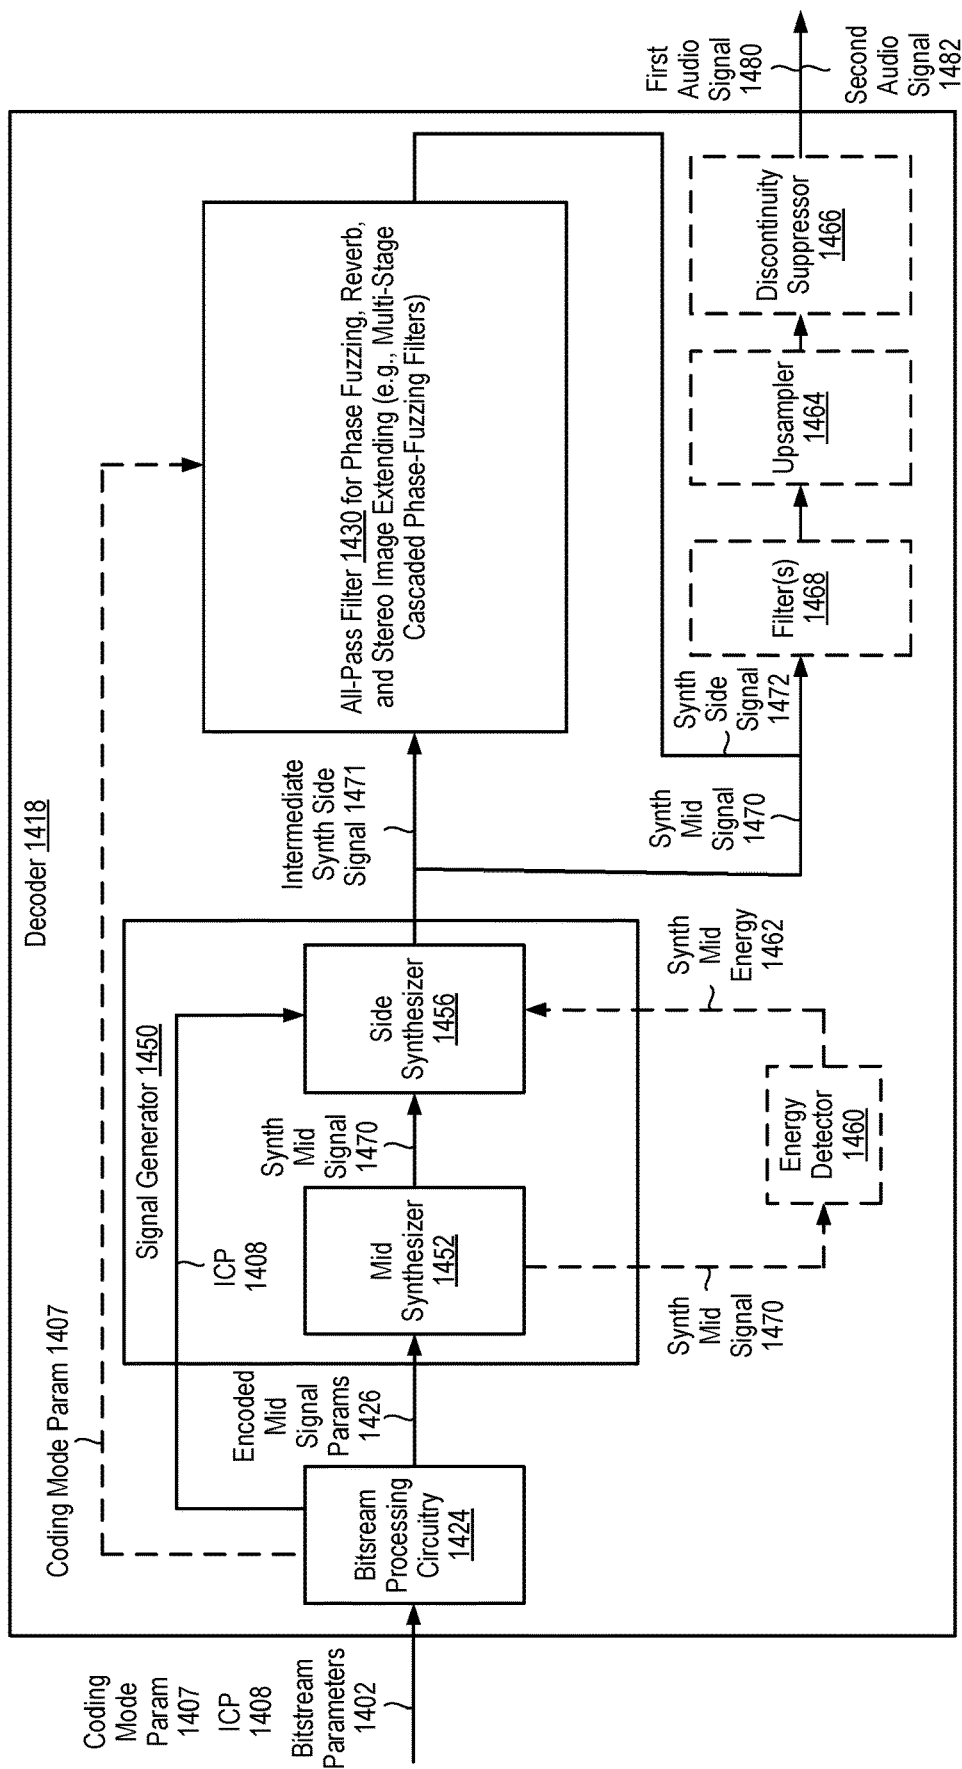 Decoder 1418
Coding Mode Param 1407
Coding
Mode
Param
1407
ICP
1408
Bitstream
Parameters
1402
Bitsream
Processing
Circuitry
1424
Encoded
Mid
Signal
Params
1426
Signal Generator 1450
ICP
1408
Mid
Synthesizer
1452
Synth
Mid
Signal
1470
Side
Synthesizer
1456
Synth
Mid
Signal
1470
Energy
Detector
1460
Synth
Mid
Energy
1462
Intermediate
Synth Side
Signal 1471
All-Pass Filter 1430 for Phase Fuzzing, Reverb,
and Stereo Image Extending (e.g., Multi-Stage
Cascaded Phase-Fuzzing Filters)
Synth
Mid
Signal
1470
Synth
Side
Signal
1472
Filter(s)
1468
Upsampler
1464
Discontinuity
Suppressor
1466
First
Audio
Signal
1480
Second
Audio
Signal
1482